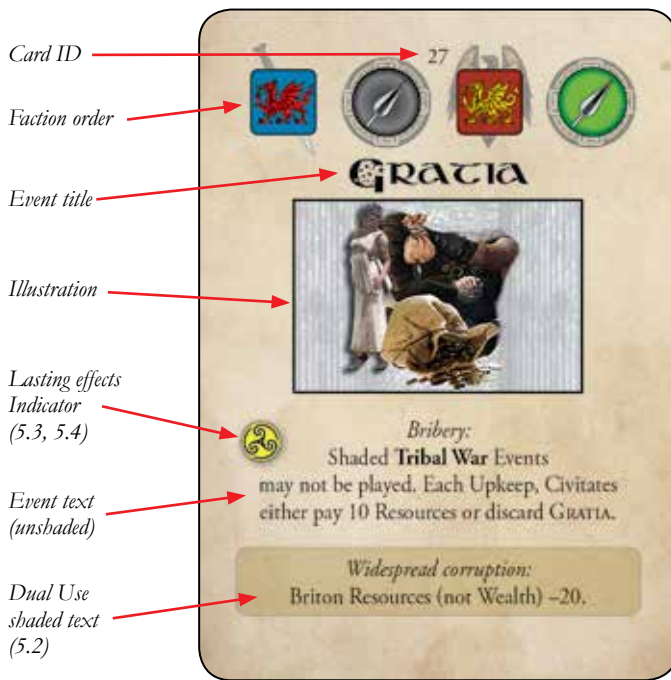 Card ID
27
Faction order
Event title
Gratia
Illustration
Lasting effects
Indicator
(5.3, 5.4)
Bribery:
Shaded Tribal War Events
may not be played. Each Upkeep, Civitates
either pay 10 Resources or discard GRATIA.
Event text
(unshaded)
Widespread corruption:
Briton Resources (not Wealth) –20.
Dual Use
shaded text
(5.2)